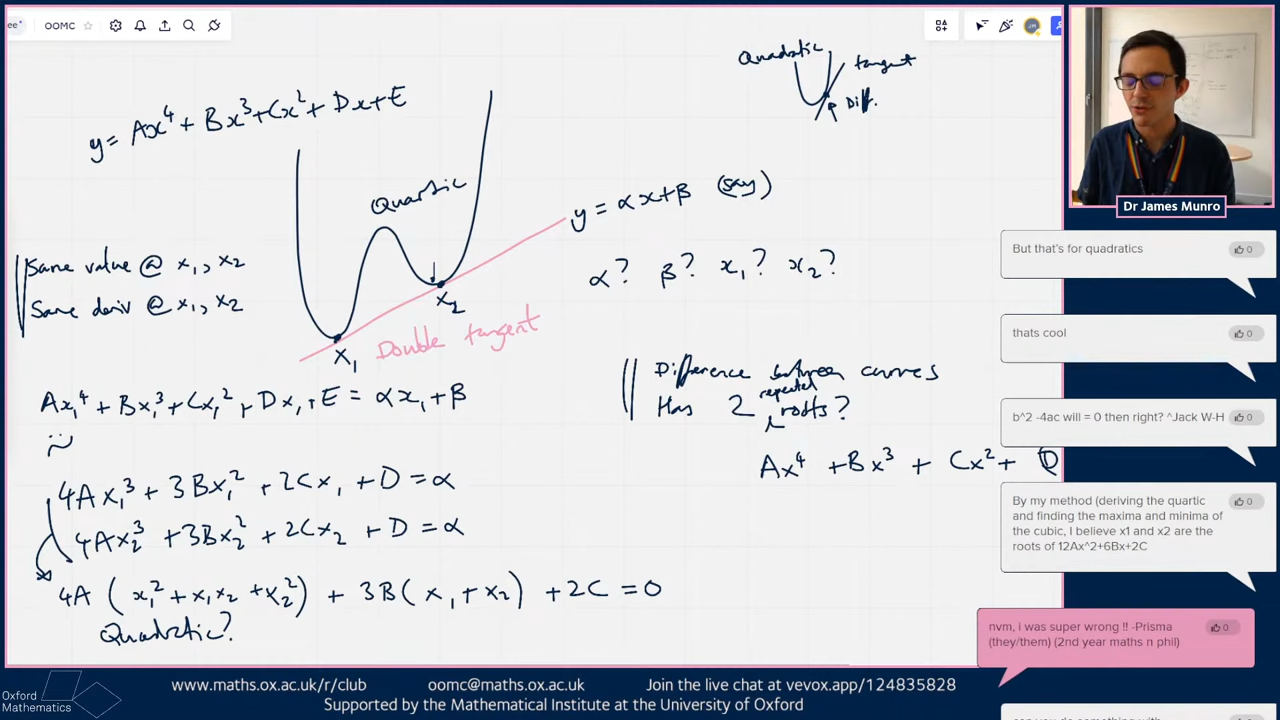 OOMC
y = Ax⁴ + Bx³ + Cx² + Dx + E
Quadratic
tangent
Diff.
Quartic
y = αx + β (say)
Same value @ x₁, x₂
Same deriv @ x₁, x₂
α? β? x₁? x₂?
x₂
x₁
Double tangent
Ax₁⁴ + Bx₁³ + Cx₁² + Dx₁ + E = αx₁ + β
4Ax₁³ + 3Bx₁² + 2Cx₁ + D = α
4Ax₂³ + 3Bx₂² + 2Cx₂ + D = α
4A (x₁² + x₁x₂ + x₂²) + 3B(x₁ + x₂) + 2C = 0
Quadratic?
Difference between curves
repeated
Has 2 roots?
Ax⁴ + Bx³ + Cx² + D
Dr James Munro
But that's for quadratics
0
thats cool
0
b^2 -4ac will = 0 then right? ^Jack W-H
0
By my method (deriving the quartic
0
and finding the maxima and minima of
the cubic, I believe x1 and x2 are the
roots of 12Ax^2+6Bx+2C
nvm, i was super wrong !! -Prisma
0
(they/them) (2nd year maths n phil)
Oxford
Mathematics
www.maths.ox.ac.uk/r/club oomc@maths.ox.ac.uk Join the live chat at vevox.app/124835828
Supported by the Mathematical Institute at the University of Oxford